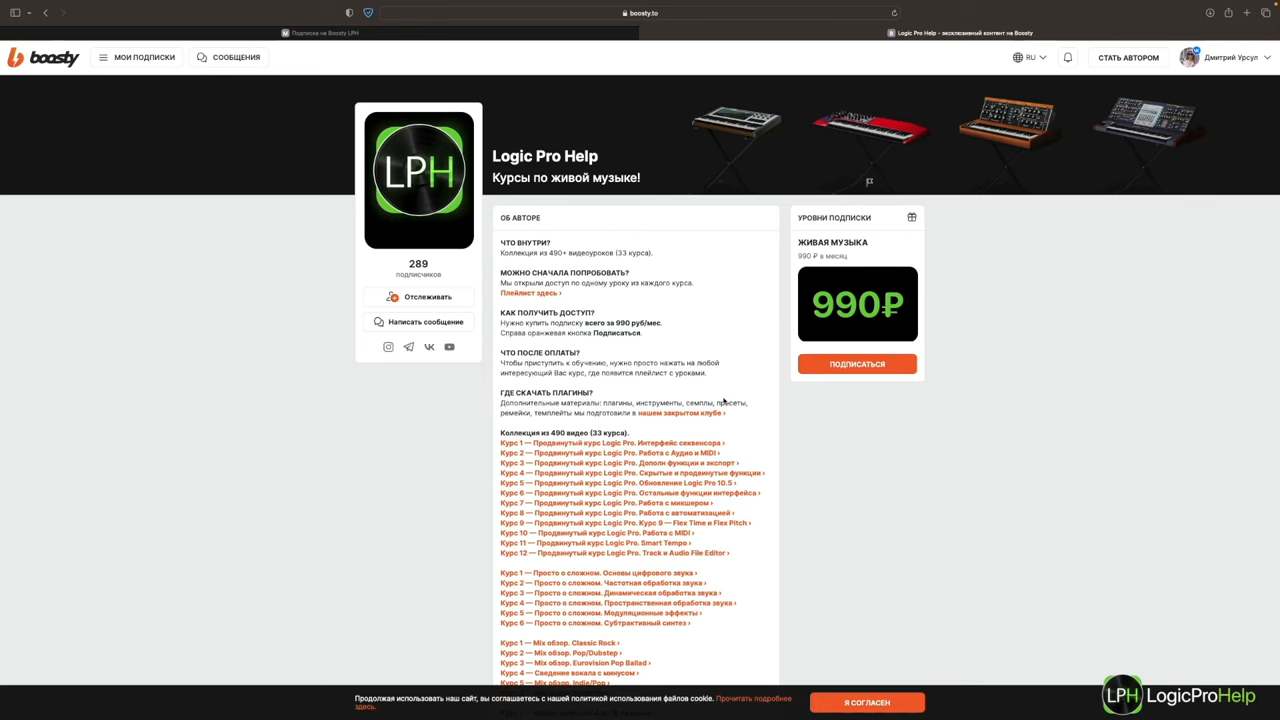 boosty.to
Подписка на Boosty LPH
Logic Pro Help - эксклюзивный контент на Boosty
boosty
МОИ ПОДПИСКИ
СООБЩЕНИЯ
RU
СТАТЬ АВТОРОМ
Дмитрий Урсул
LPH
Logic Pro Help
Курсы по живой музыке!
289
подписчиков
Отслеживать
Написать сообщение
ОБ АВТОРЕ
ЧТО ВНУТРИ?
Коллекция из 490+ видеоуроков (33 курса).
МОЖНО СНАЧАЛА ПОПРОБОВАТЬ?
Мы открыли доступ по одному уроку из каждого курса.
Плейлист здесь ›
КАК ПОЛУЧИТЬ ДОСТУП?
Нужно купить подписку всего за 990 руб/мес.
Справа оранжевая кнопка Подписаться.
ЧТО ПОСЛЕ ОПЛАТЫ?
Чтобы приступить к обучению, нужно просто нажать на любой
интересующий Вас курс, где появится плейлист с уроками.
ГДЕ СКАЧАТЬ ПЛАГИНЫ?
Дополнительные материалы: плагины, инструменты, семплы, пресеты,
ремейки, темплейты мы подготовили в нашем закрытом клубе ›
Коллекция из 490 видео (33 курса).
Курс 1 — Продвинутый курс Logic Pro. Интерфейс секвенсора ›
Курс 2 — Продвинутый курс Logic Pro. Работа с Аудио и MIDI ›
Курс 3 — Продвинутый курс Logic Pro. Дополн функции и экспорт ›
Курс 4 — Продвинутый курс Logic Pro. Скрытые и продвинутые функции ›
Курс 5 — Продвинутый курс Logic Pro. Обновление Logic Pro 10.5 ›
Курс 6 — Продвинутый курс Logic Pro. Остальные функции интерфейса ›
Курс 7 — Продвинутый курс Logic Pro. Работа с микшером ›
Курс 8 — Продвинутый курс Logic Pro. Работа с автоматизацией ›
Курс 9 — Продвинутый курс Logic Pro. Курс 9 — Flex Time и Flex Pitch ›
Курс 10 — Продвинутый курс Logic Pro. Работа с MIDI ›
Курс 11 — Продвинутый курс Logic Pro. Smart Tempo ›
Курс 12 — Продвинутый курс Logic Pro. Track и Audio File Editor ›
Курс 1 — Просто о сложном. Основы цифрового звука ›
Курс 2 — Просто о сложном. Частотная обработка звука ›
Курс 3 — Просто о сложном. Динамическая обработка звука ›
Курс 4 — Просто о сложном. Пространственная обработка звука ›
Курс 5 — Просто о сложном. Модуляционные эффекты ›
Курс 6 — Просто о сложном. Субтрактивный синтез ›
Курс 1 — Mix обзор. Classic Rock ›
Курс 2 — Mix обзор. Pop/Dubstep ›
Курс 3 — Mix обзор. Eurovision Pop Ballad ›
Курс 4 — Сведение вокала с минусом ›
Курс 5 — Mix обзор. Indie/Pop ›
УРОВНИ ПОДПИСКИ
ЖИВАЯ МУЗЫКА
990 ₽ в месяц
990₽
ПОДПИСАТЬСЯ
Продолжая использовать наш сайт, вы соглашаетесь с нашей политикой использования файлов cookie. Прочитать подробнее
здесь.
Я СОГЛАСЕН
LPH LogicProHelp